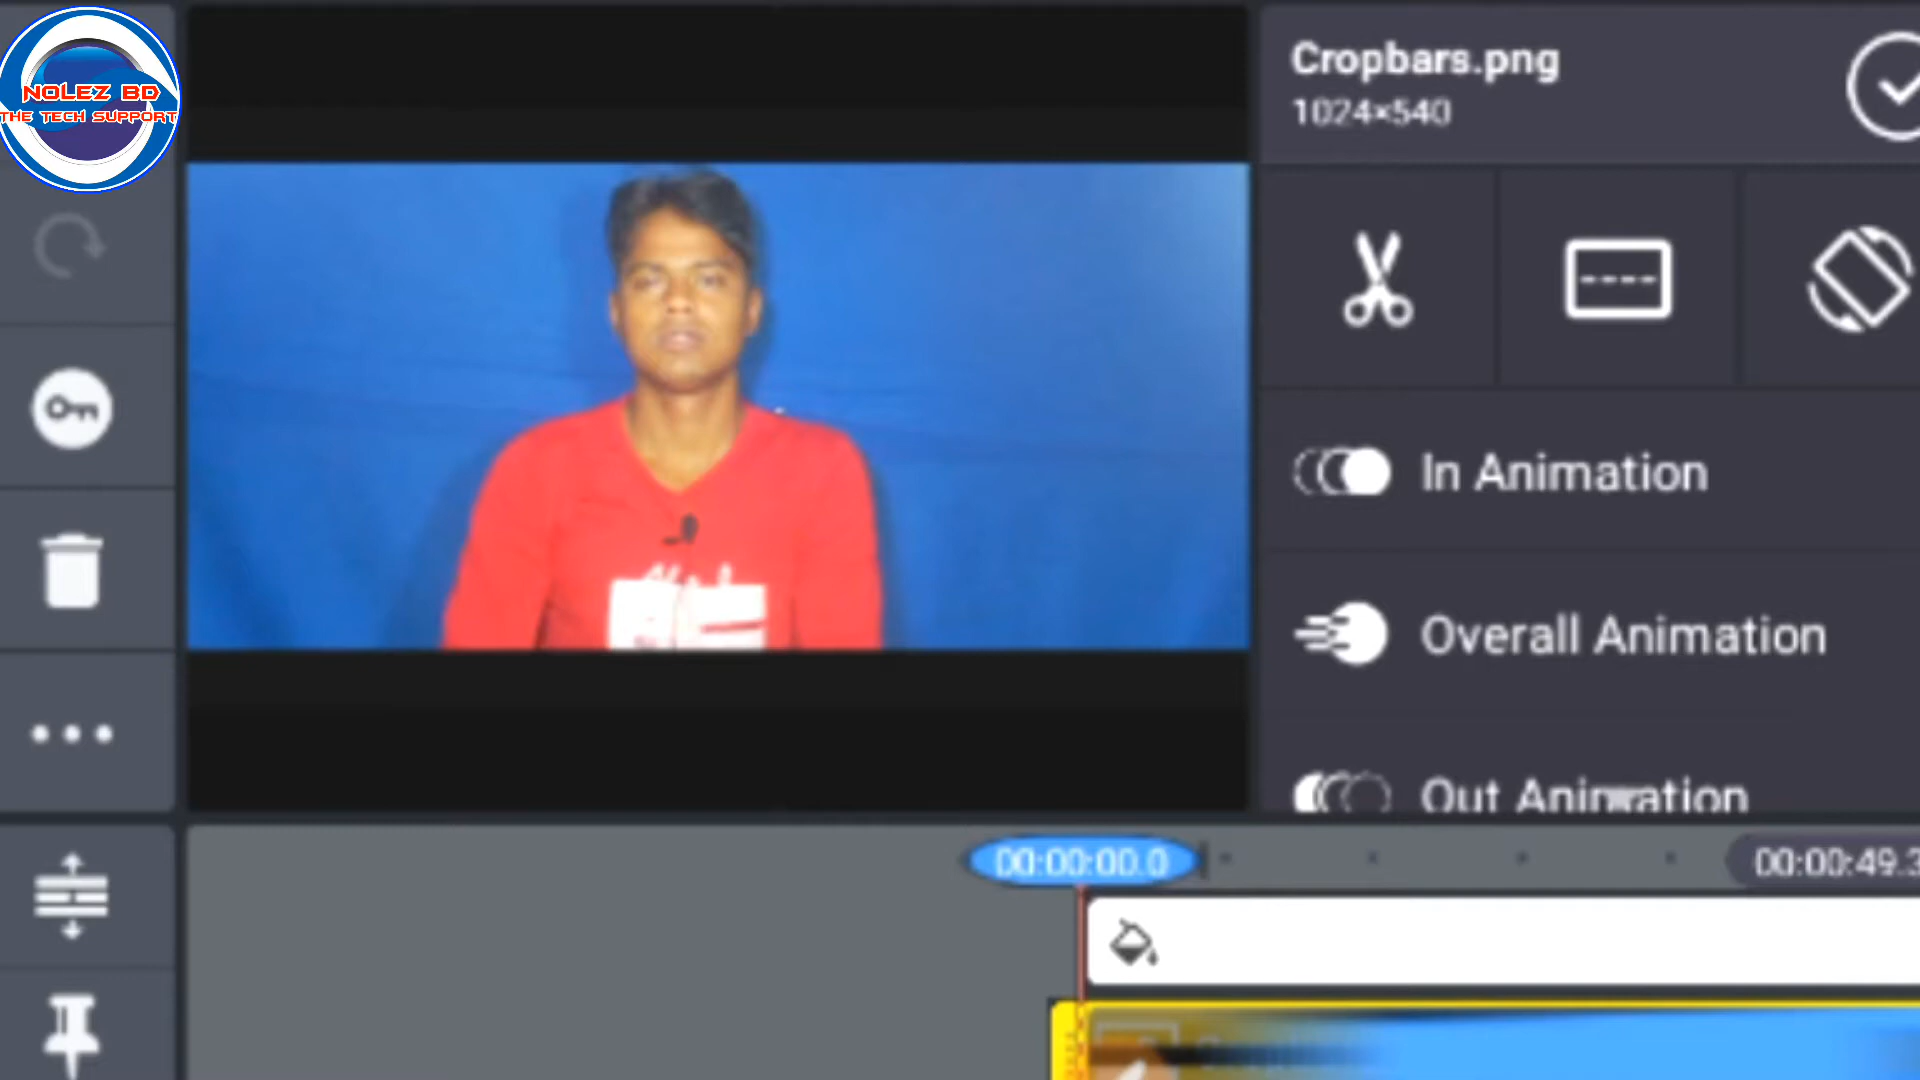 NOLEZ BD
THE TECH SUPPORT
Cropbars.png
1024×540
In Animation
Overall Animation
Out Animation
00:00:00.0
00:00:49.3